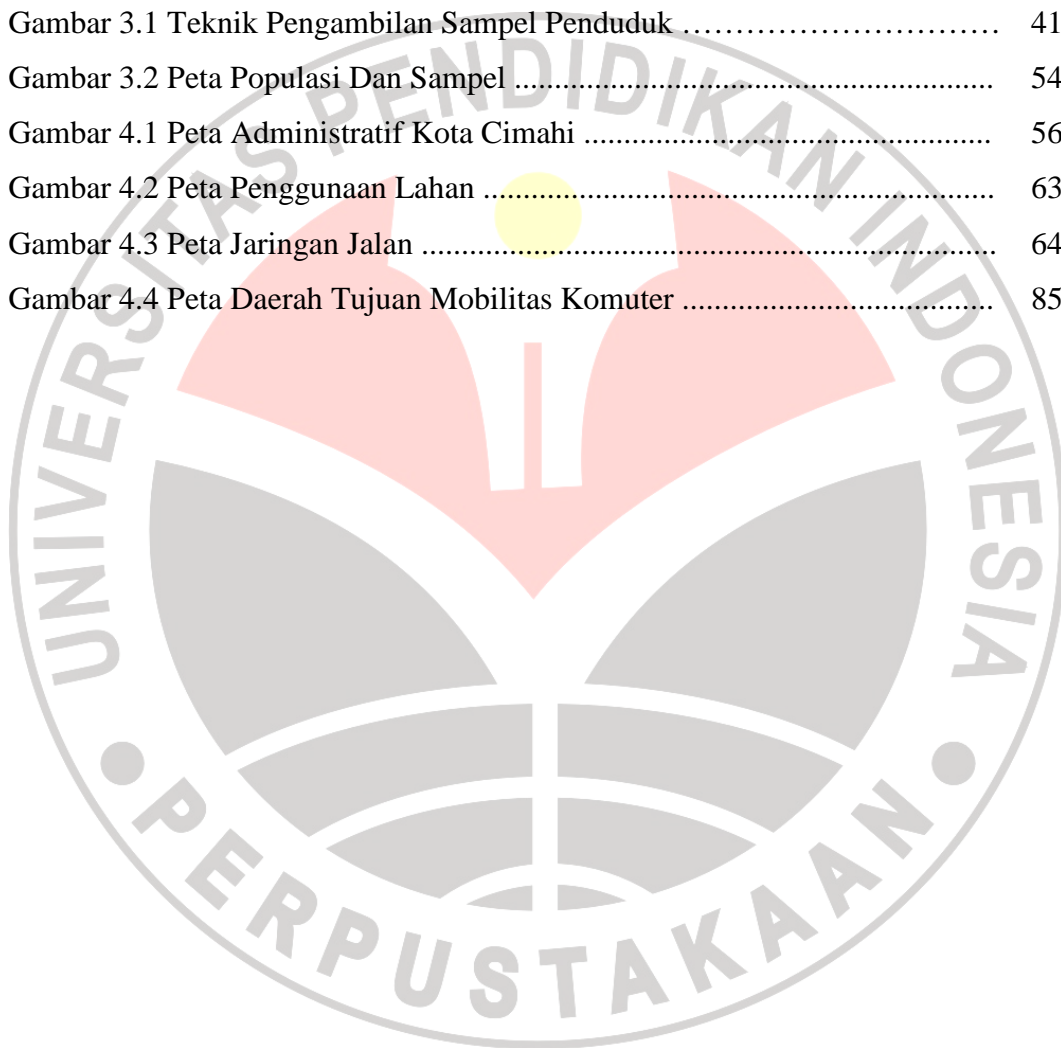 Gambar 3.1 Teknik Pengambilan Sampel Penduduk ………………………… 41
Gambar 3.2 Peta Populasi Dan Sampel ........................................................ 54
Gambar 4.1 Peta Administratif Kota Cimahi ................................................ 56
Gambar 4.2 Peta Penggunaan Lahan ............................................................ 63
Gambar 4.3 Peta Jaringan Jalan .................................................................... 64
Gambar 4.4 Peta Daerah Tujuan Mobilitas Komuter ..................................... 85
UNIVERSITAS PENDIDIKAN INDONESIA
PERPUSTAKAAN